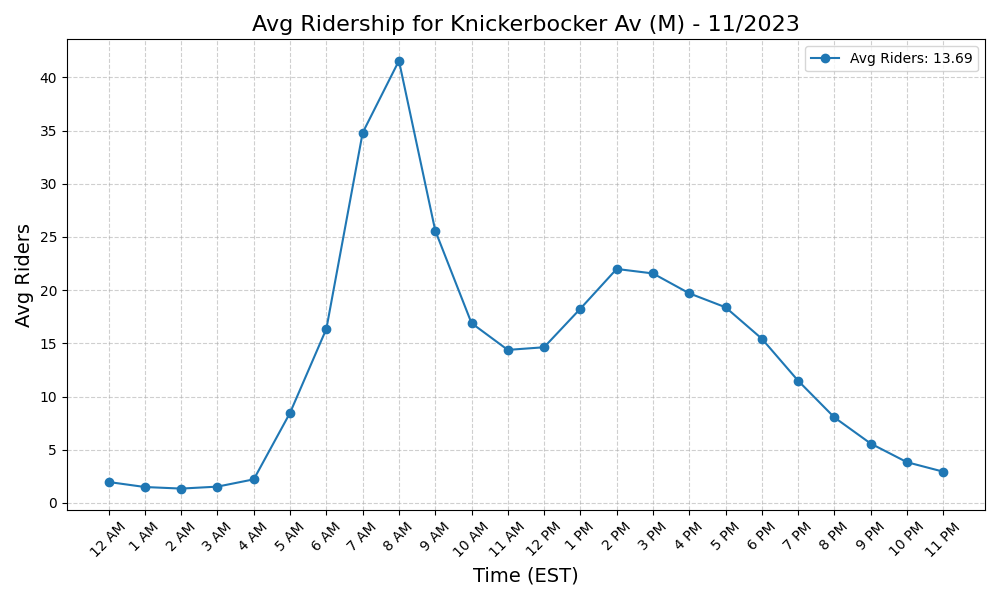 Avg Ridership for Knickerbocker Av (M) - 11/2023
Avg Riders: 13.69
Avg Riders
40
35
30
25
20
15
10
5
0
12 AM
1 AM
2 AM
3 AM
4 AM
5 AM
6 AM
7 AM
8 AM
9 AM
10 AM
11 AM
12 PM
1 PM
2 PM
3 PM
4 PM
5 PM
6 PM
7 PM
8 PM
9 PM
10 PM
11 PM
Time (EST)